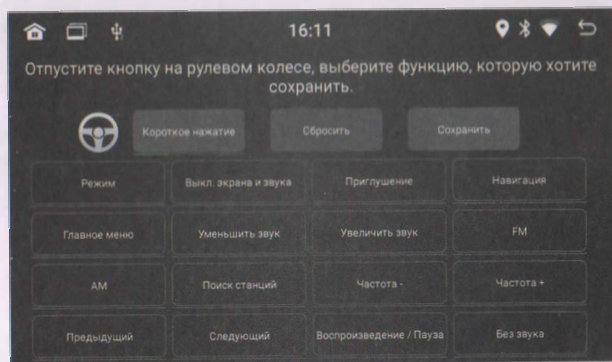 16:11
Отпустите кнопку на рулевом колесе, выберите функцию, которую хотите
сохранить.
Короткое нажатие Сбросить Сохранить
Режим Выкл. экрана и звука Приглушение Навигация
Главное меню Уменьшить звук Увеличить звук FM
AM Поиск станций Частота - Частота +
Предыдущий Следующий Воспроизведение / Пауза Без звука